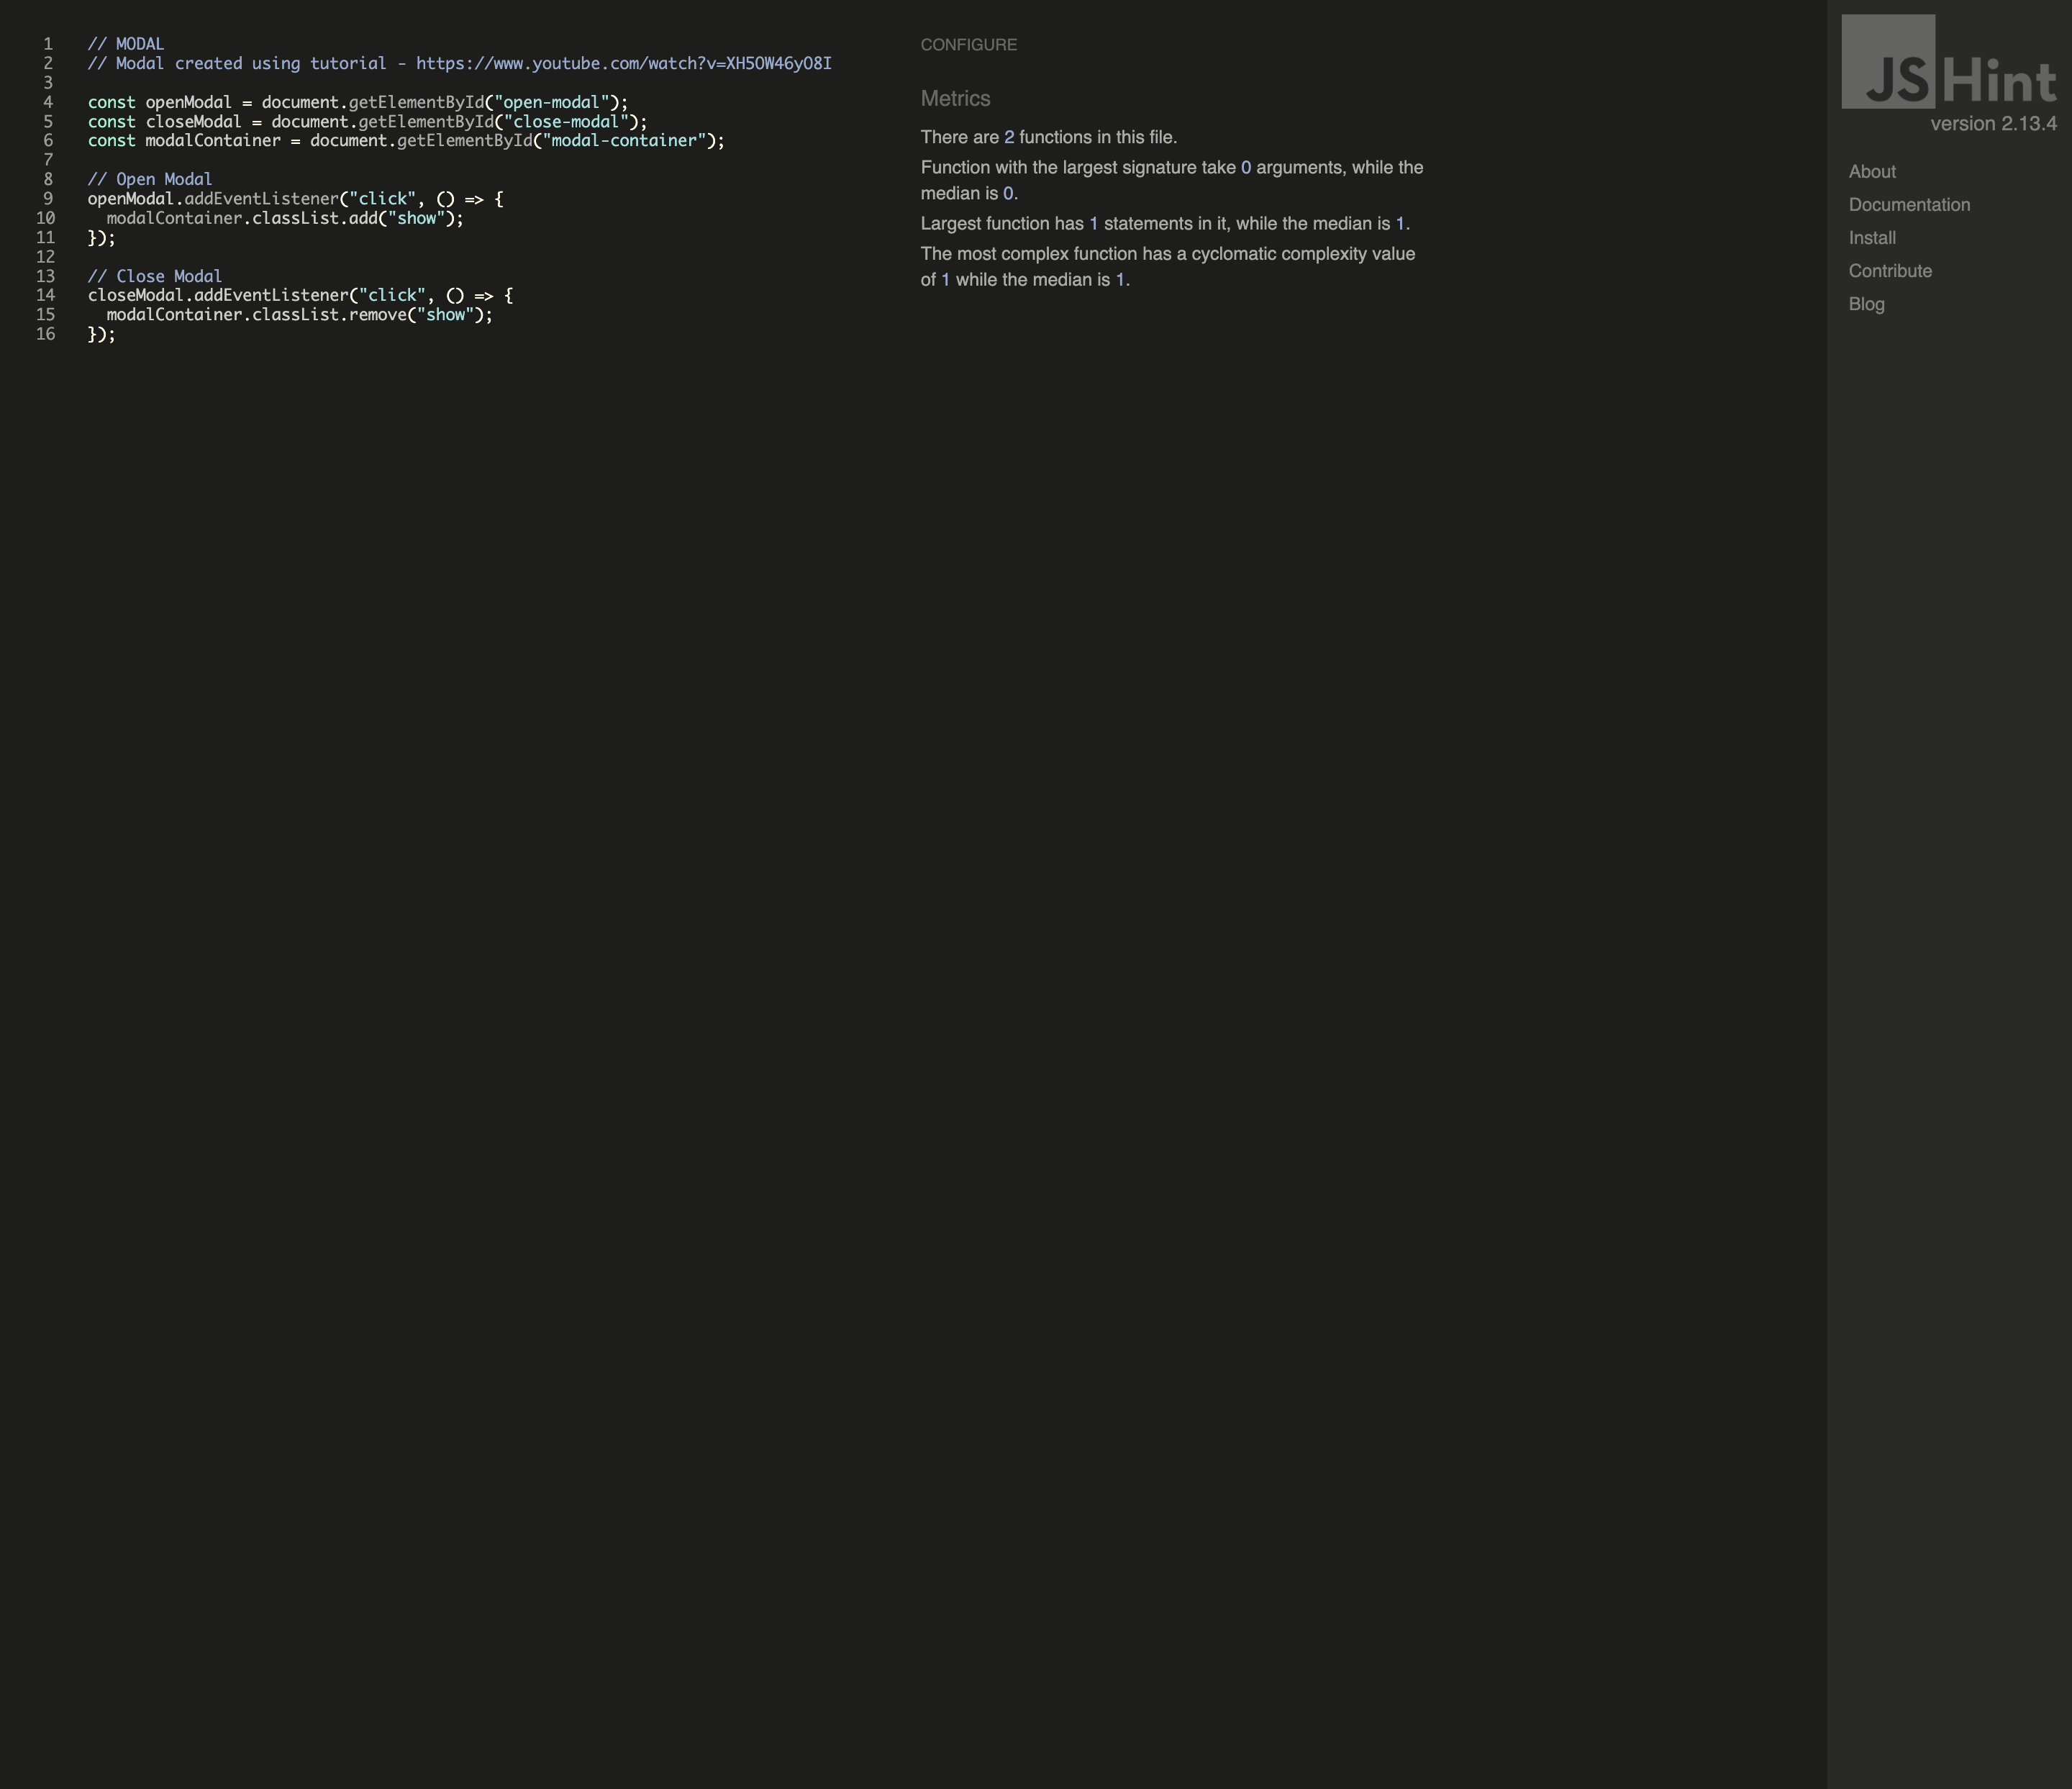 1 // MODAL
2 // Modal created using tutorial - https://www.youtube.com/watch?v=XH5OW46yO8I
3
4 const openModal = document.getElementById("open-modal");
5 const closeModal = document.getElementById("close-modal");
6 const modalContainer = document.getElementById("modal-container");
7
8 // Open Modal
9 openModal.addEventListener("click", () => {
10   modalContainer.classList.add("show");
11 });
12
13 // Close Modal
14 closeModal.addEventListener("click", () => {
15   modalContainer.classList.remove("show");
16 });
CONFIGURE
Metrics
There are 2 functions in this file.
Function with the largest signature take 0 arguments, while the
median is 0.
Largest function has 1 statements in it, while the median is 1.
The most complex function has a cyclomatic complexity value
of 1 while the median is 1.
JSHint
version 2.13.4
About
Documentation
Install
Contribute
Blog